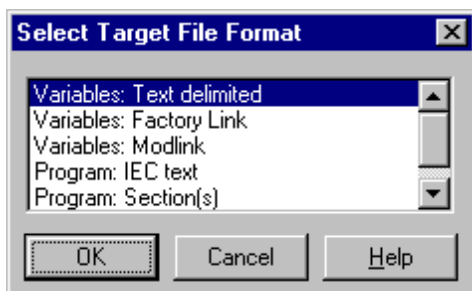 Select Target File Format
Variables: Text delimited
Variables: Factory Link
Variables: Modlink
Program: IEC text
Program: Section(s)
OK Cancel Help